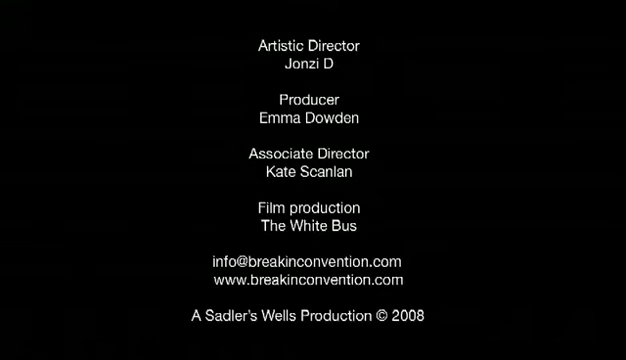 Artistic Director
Jonzi D
Producer
Emma Dowden
Associate Director
Kate Scanlan
Film production
The White Bus
info@breakinconvention.com
www.breakinconvention.com
A Sadler's Wells Production © 2008